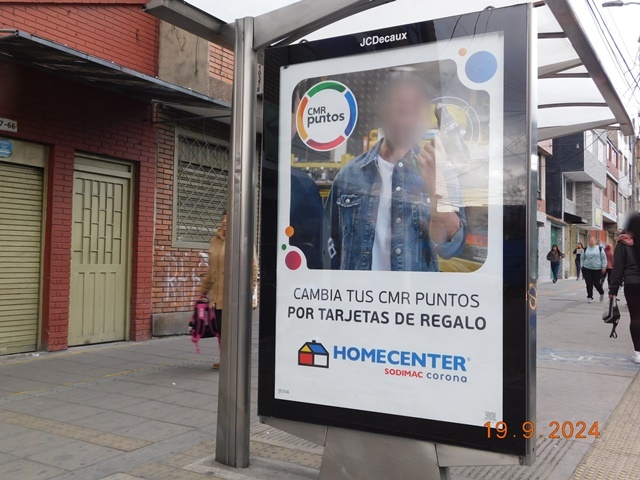 JCDecaux
CMR
puntos
CAMBIA TUS CMR PUNTOS
POR TARJETAS DE REGALO
HOMECENTER
SODIMAC corona
19.9.2024